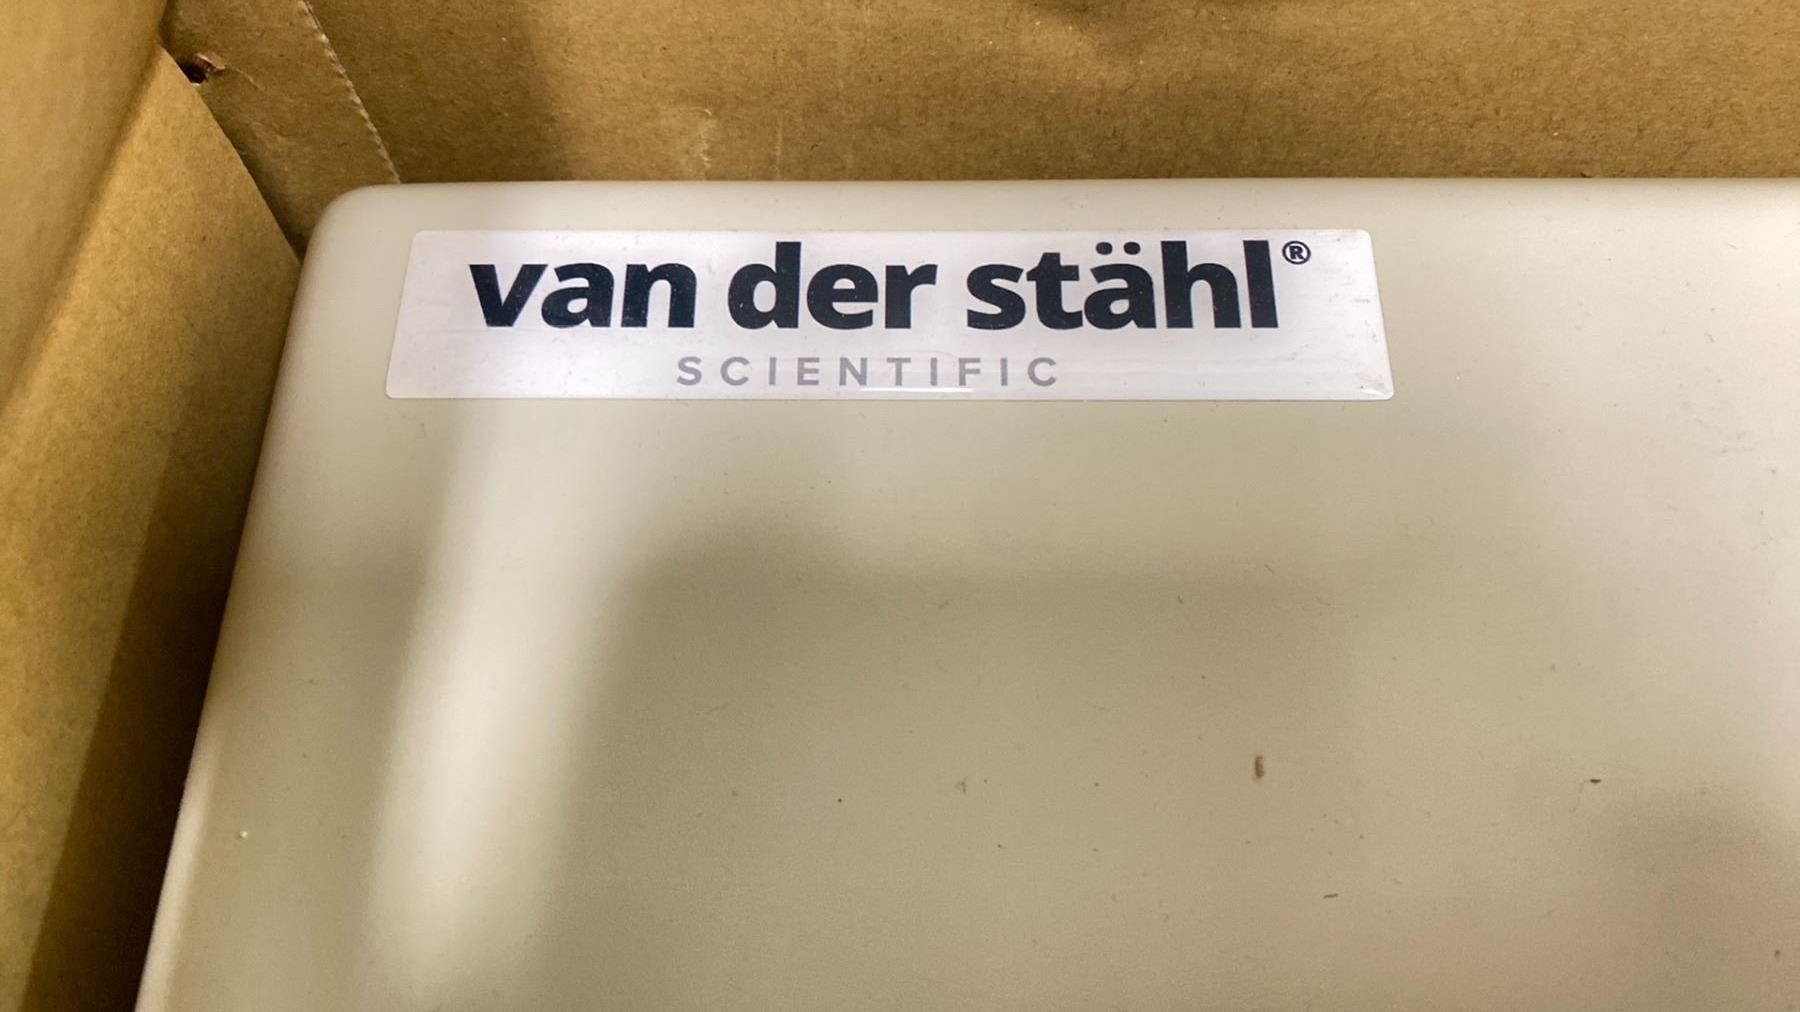 van der stähl®
SCIENTIFIC